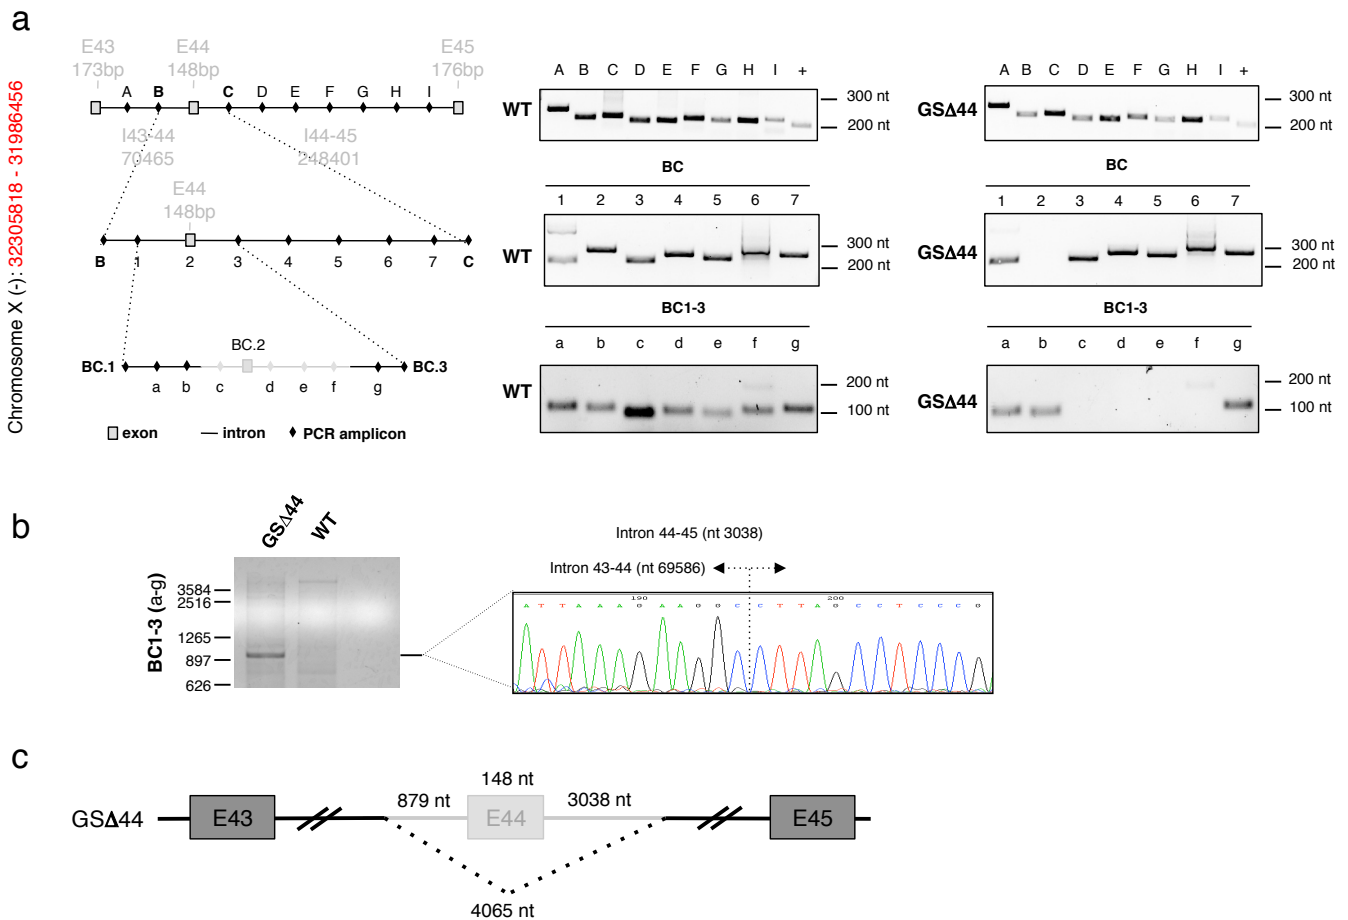 a
Chromosome X (-): 32305818 - 31986456
E43 E44 E45
173bp 148bp 176bp
A B C D E F G H I
I43-44 I44-45
70465 248401
E44
148bp
B 1 2 3 4 5 6 7 C
BC.2
BC.1 BC.3
a b c d e f g
exon intron PCR amplicon
A B C D E F G H I +
WT
300 nt
200 nt
BC
1 2 3 4 5 6 7
WT
300 nt
200 nt
BC1-3
a b c d e f g
WT
200 nt
100 nt
A B C D E F G H I +
GSΔ44
300 nt
200 nt
BC
1 2 3 4 5 6 7
GSΔ44
300 nt
200 nt
BC1-3
a b c d e f g
GSΔ44
200 nt
100 nt
b
GSΔ44 WT
BC1-3 (a-g)
3584
2516
1265
897
626
Intron 44-45 (nt 3038)
Intron 43-44 (nt 69586)
190 200
A T T A A A G A A G G C C T T A G C C T C C C G
c
148 nt
879 nt 3038 nt
GSΔ44 E43 E44 E45
4065 nt